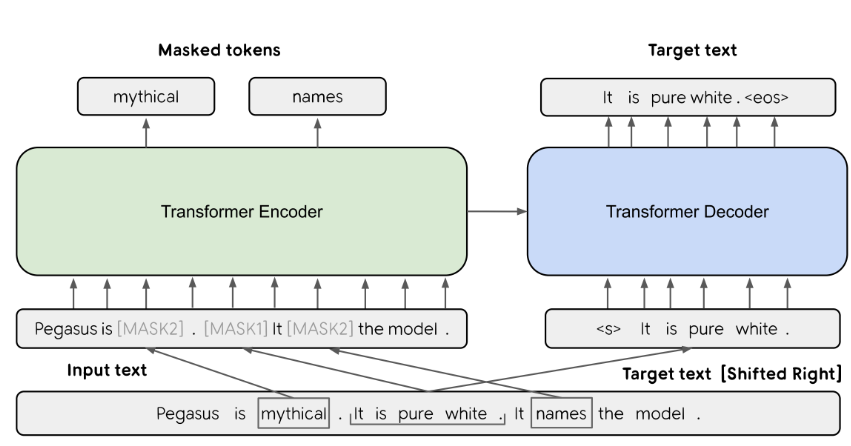 Masked tokens
Target text
mythical
names
It is pure white . <eos>
Transformer Encoder
Transformer Decoder
Pegasus is [MASK2] . [MASK1] It [MASK2] the model .
<s> It is pure white .
Input text
Target text [Shifted Right]
Pegasus is mythical . It is pure white . It names the model .